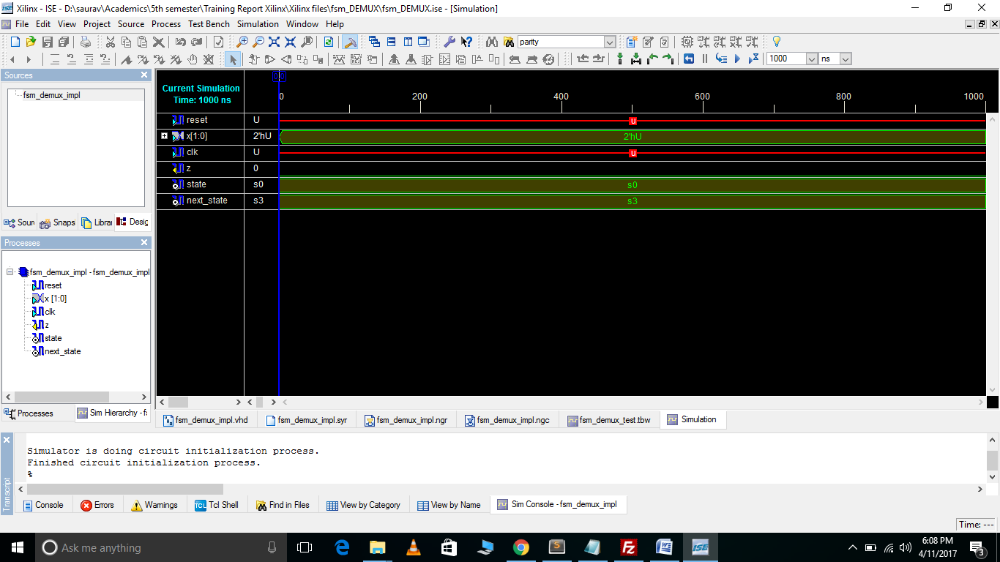 Xilinx - ISE - D:\saurav\Academics\5th semester\Training Report Xilinx\Xilinx files\fsm_DEMUX\fsm_DEMUX.ise - [Simulation]
File Edit View Project Source Process Test Bench Simulation Window Help
parity
1000 ns
Sources
fsm_demux_impl
Sour Snaps Librai Desig
Processes
fsm_demux_impl - fsm_demux_impl
reset
x [1:0]
clk
z
state
next_state
Processes Sim Hierarchy - fs
Current Simulation
Time: 1000 ns
0.0
0 200 400 600 800 1000
reset U u
x[1:0] 2'hU 2'hU
clk U u
z 0
state s0 s0
next_state s3 s3
fsm_demux_impl.vhd fsm_demux_impl.syr fsm_demux_impl.ngr fsm_demux_impl.ngc fsm_demux_test.tbw Simulation
Transcript
Simulator is doing circuit initialization process.
Finished circuit initialization process.
%
Console Errors Warnings Tcl Shell Find in Files View by Category View by Name Sim Console - fsm_demux_impl
Time: ---
Ask me anything
6:08 PM
4/11/2017
3